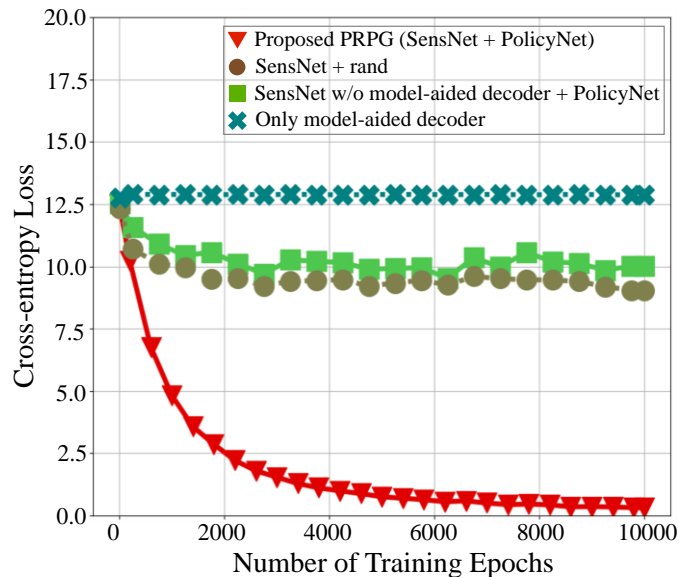 20.0
17.5
15.0
12.5
10.0
7.5
5.0
2.5
0.0
Cross-entropy Loss
Proposed PRPG (SensNet + PolicyNet)
SensNet + rand
SensNet w/o model-aided decoder + PolicyNet
Only model-aided decoder
0 2000 4000 6000 8000 10000
Number of Training Epochs